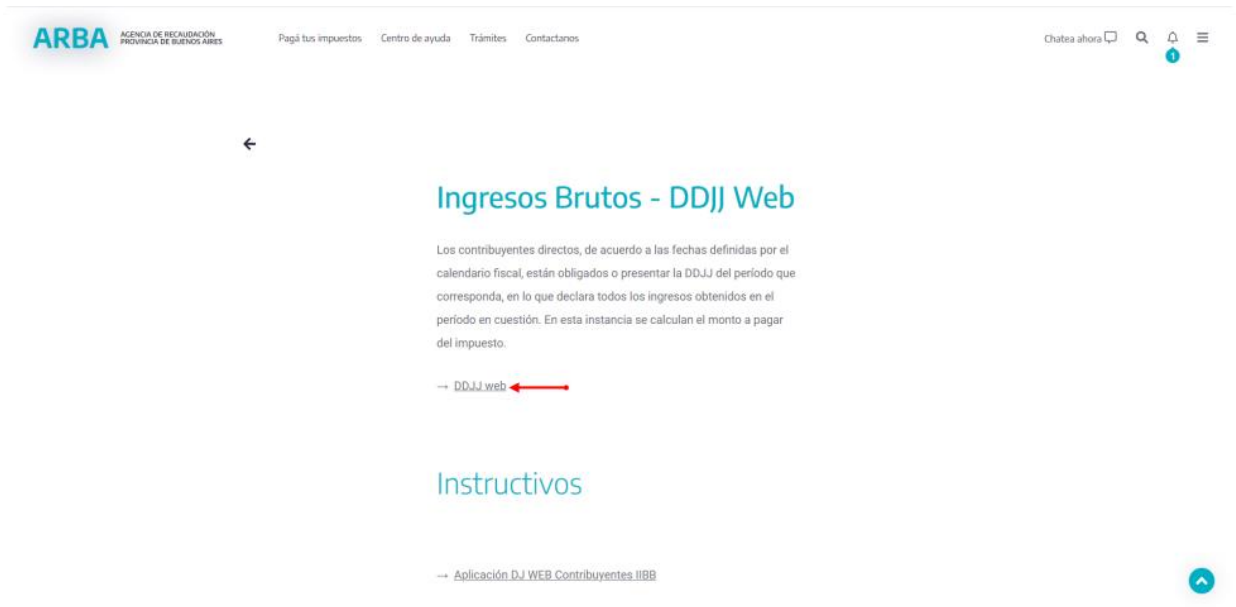 ARBA
AGENCIA DE RECAUDACIÓN
PROVINCIA DE BUENOS AIRES
Pagá tus impuestos
Centro de ayuda
Trámites
Contactanos
Chatea ahora
1
Ingresos Brutos - DDJJ Web
Los contribuyentes directos, de acuerdo a las fechas definidas por el
calendario fiscal, están obligados o presentar la DDJJ del período que
corresponda, en lo que declara todos los ingresos obtenidos en el
período en cuestión. En esta instancia se calculan el monto a pagar
del impuesto.
→ DDJJ web
Instructivos
→ Aplicación DJ WEB Contribuyentes IIBB